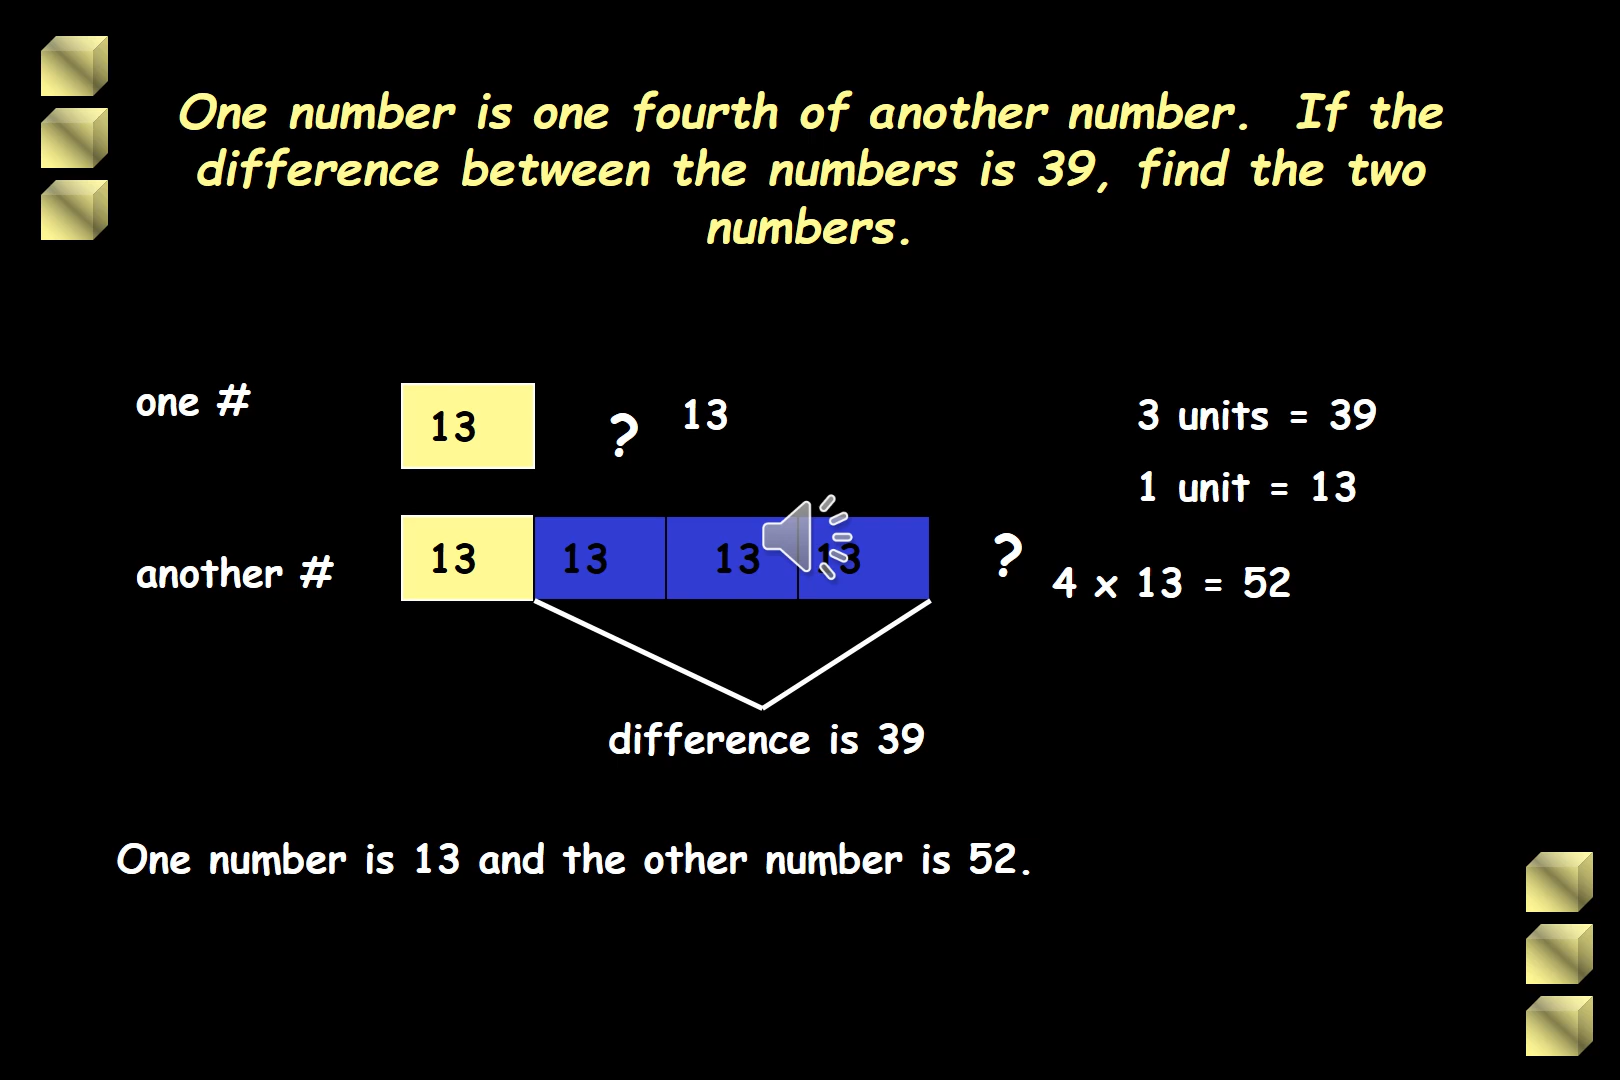 One number is one fourth of another number. If the
difference between the numbers is 39, find the two
numbers.
one #
13
? 13
3 units = 39
1 unit = 13
another #
13 13 13 13
? 4 x 13 = 52
difference is 39
One number is 13 and the other number is 52.